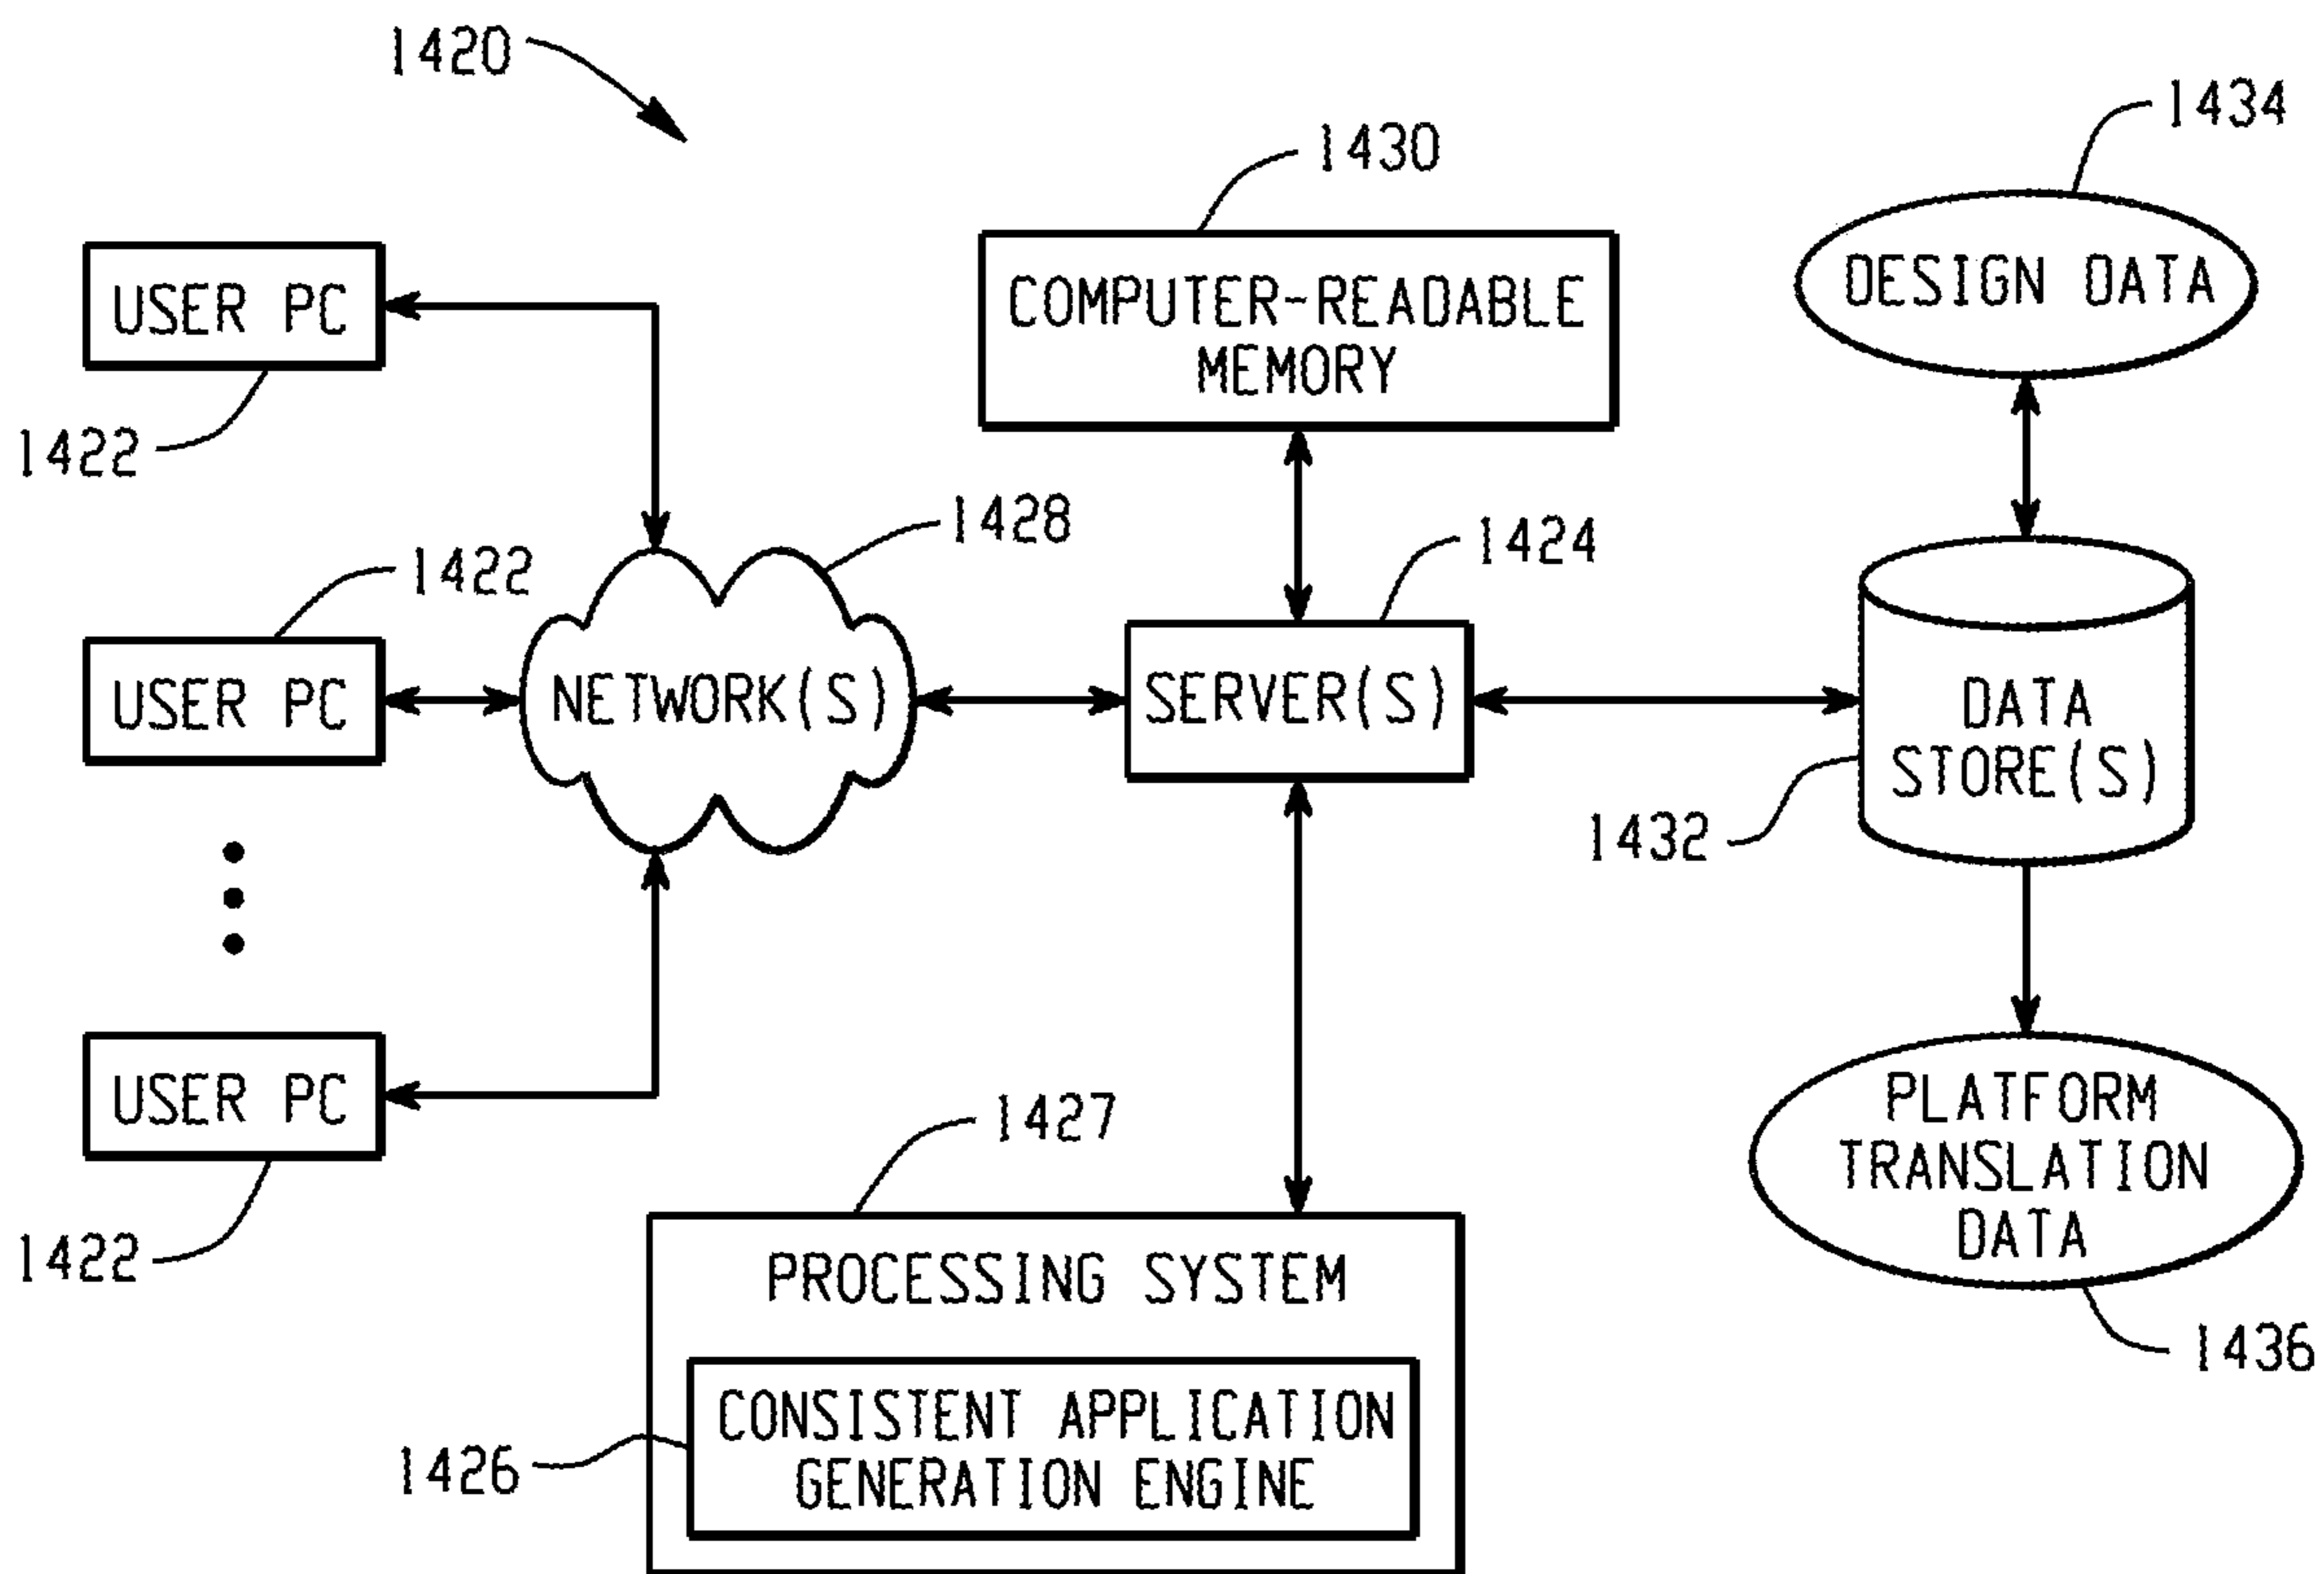 1420
1434
1430
USER PC
COMPUTER-READABLE
MEMORY
DESIGN DATA
1422
1428
1424
1422
USER PC
NETWORK(S)
SERVER(S)
DATA
STORE(S)
1432
USER PC
1422
1427
PLATFORM
TRANSLATION
DATA
1436
PROCESSING SYSTEM
CONSISTENT APPLICATION
GENERATION ENGINE
1426